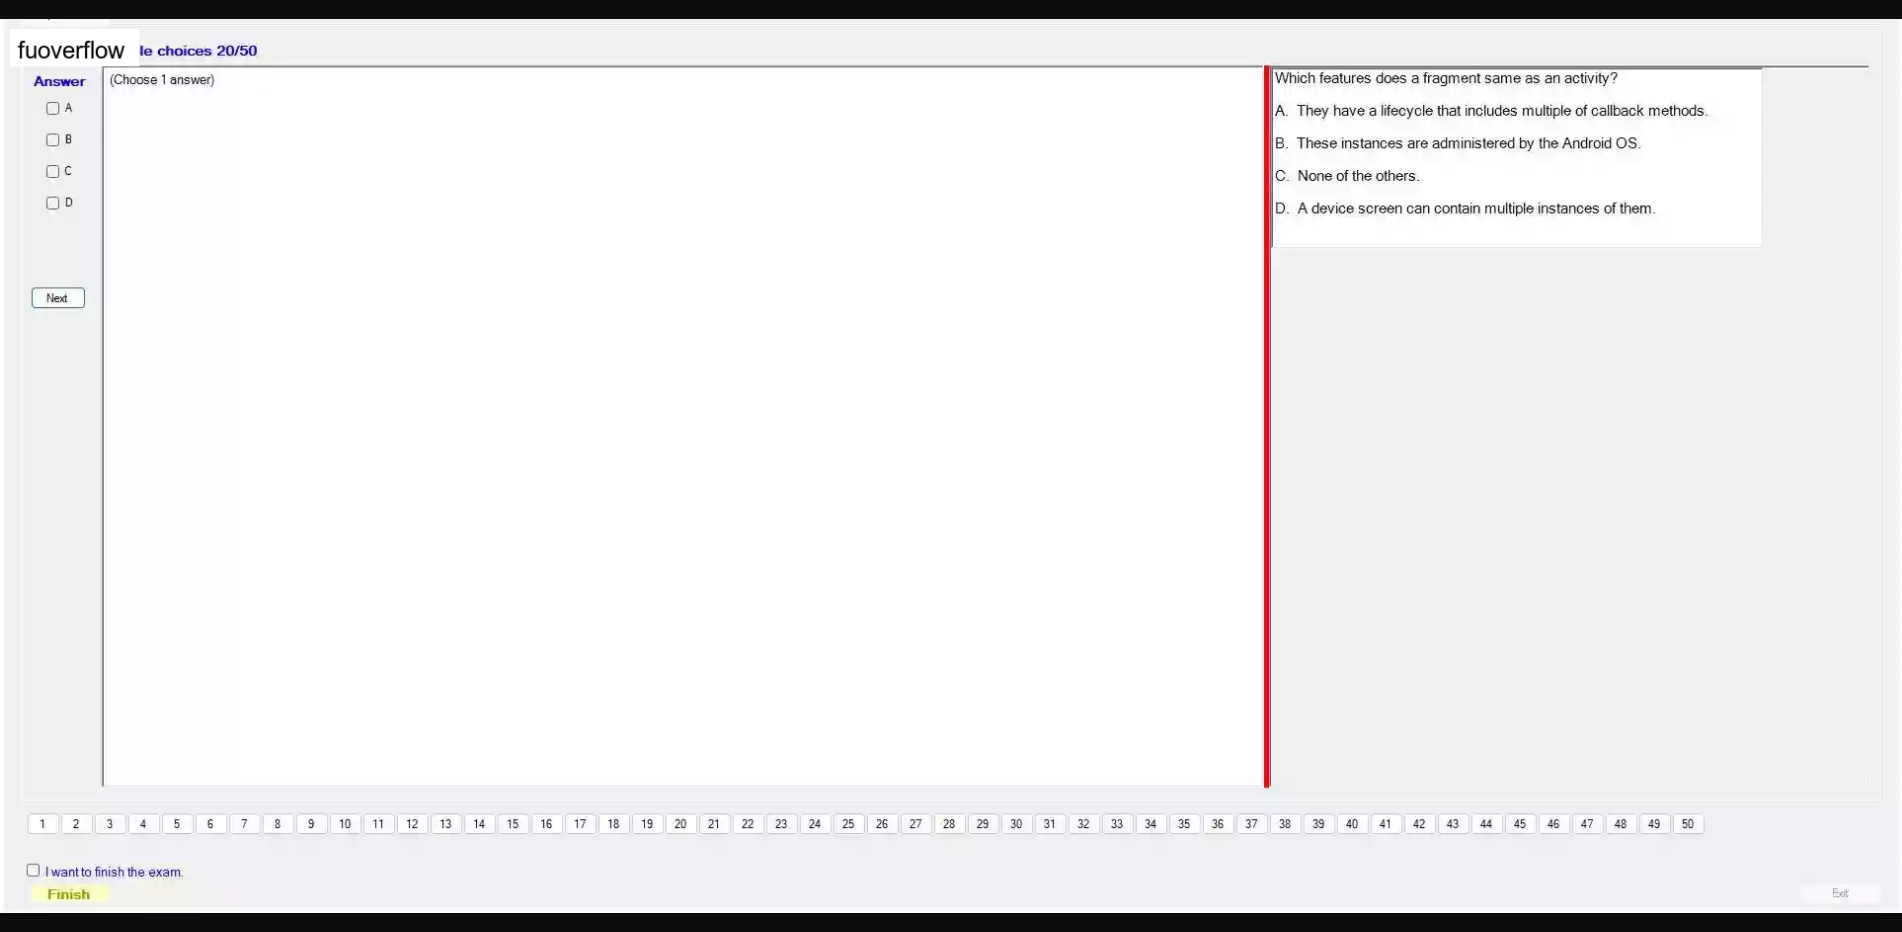 fuoverflow le choices 20/50
Answer
(Choose 1 answer)
A
B
C
D
Next
Which features does a fragment same as an activity?
A. They have a lifecycle that includes multiple of callback methods.
B. These instances are administered by the Android OS.
C. None of the others.
D. A device screen can contain multiple instances of them.
1 2 3 4 5 6 7 8 9 10 11 12 13 14 15 16 17 18 19 20 21 22 23 24 25 26 27 28 29 30 31 32 33 34 35 36 37 38 39 40 41 42 43 44 45 46 47 48 49 50
I want to finish the exam.
Finish
Exit